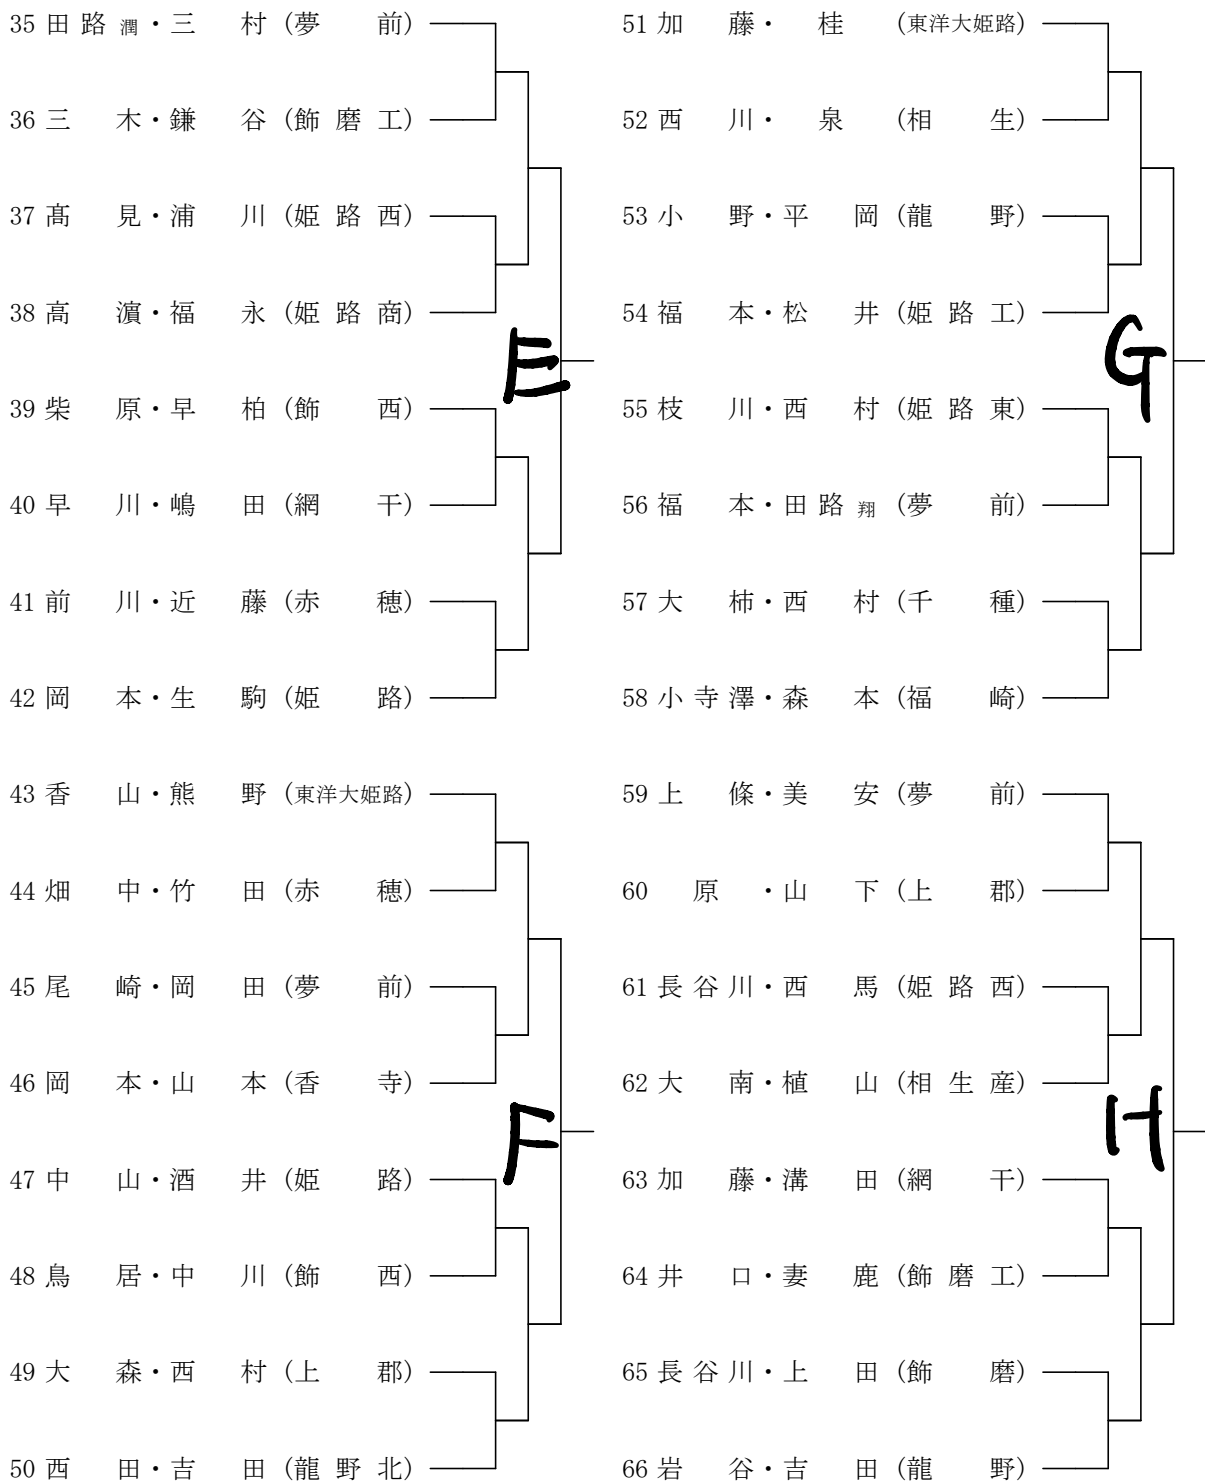 35 田路潤・三村 (夢前)
36 三木・鎌谷 (飾磨工)
37 髙見・浦川 (姫路西)
38 高濵・福永 (姫路商)
E
39 柴原・早柏 (飾西)
40 早川・嶋田 (網干)
41 前川・近藤 (赤穂)
42 岡本・生駒 (姫路)
43 香山・熊野 (東洋大姫路)
44 畑中・竹田 (赤穂)
45 尾崎・岡田 (夢前)
46 岡本・山本 (香寺)
F
47 中山・酒井 (姫路)
48 鳥居・中川 (飾西)
49 大森・西村 (上郡)
50 西田・吉田 (龍野北)
51 加藤・桂 (東洋大姫路)
52 西川・泉 (相生)
53 小野・平岡 (龍野)
54 福本・松井 (姫路工)
G
55 枝川・西村 (姫路東)
56 福本・田路翔 (夢前)
57 大柿・西村 (千種)
58 小寺澤・森本 (福崎)
59 上條・美安 (夢前)
60 原・山下 (上郡)
61 長谷川・西馬 (姫路西)
62 大南・植山 (相生産)
H
63 加藤・溝田 (網干)
64 井口・妻鹿 (飾磨工)
65 長谷川・上田 (飾磨)
66 岩谷・吉田 (龍野)